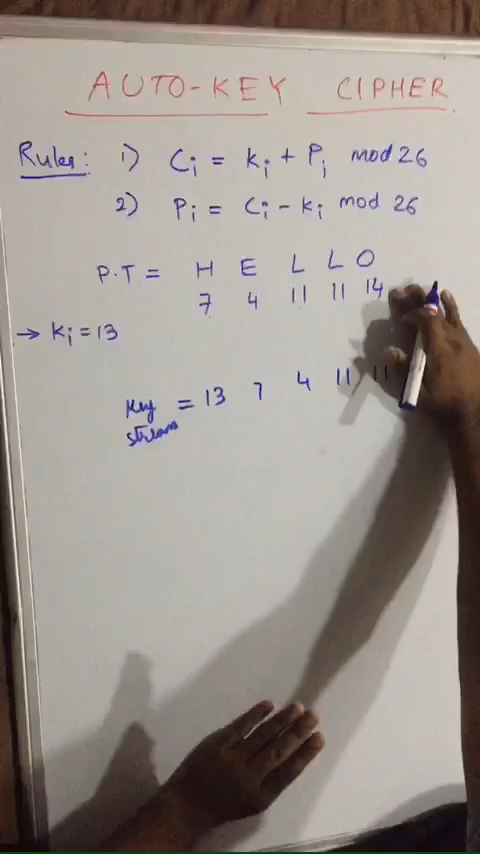 AUTO-KEY CIPHER
Rules: 1) Ci = ki + Pi mod 26
2) Pi = Ci - ki mod 26
P.T = H E L L O
7 4 11 11 14
→ ki = 13
Key = 13 7 4 11 11
stream